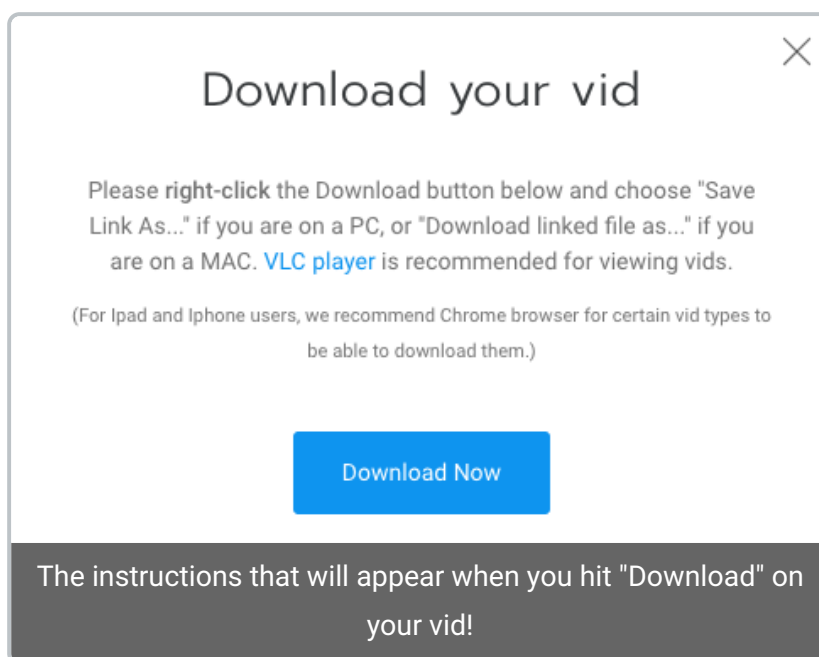 Download your vid
Please right-click the Download button below and choose "Save
Link As..." if you are on a PC, or "Download linked file as..." if you
are on a MAC. VLC player is recommended for viewing vids.
(For Ipad and Iphone users, we recommend Chrome browser for certain vid types to
be able to download them.)
Download Now
The instructions that will appear when you hit "Download" on
your vid!